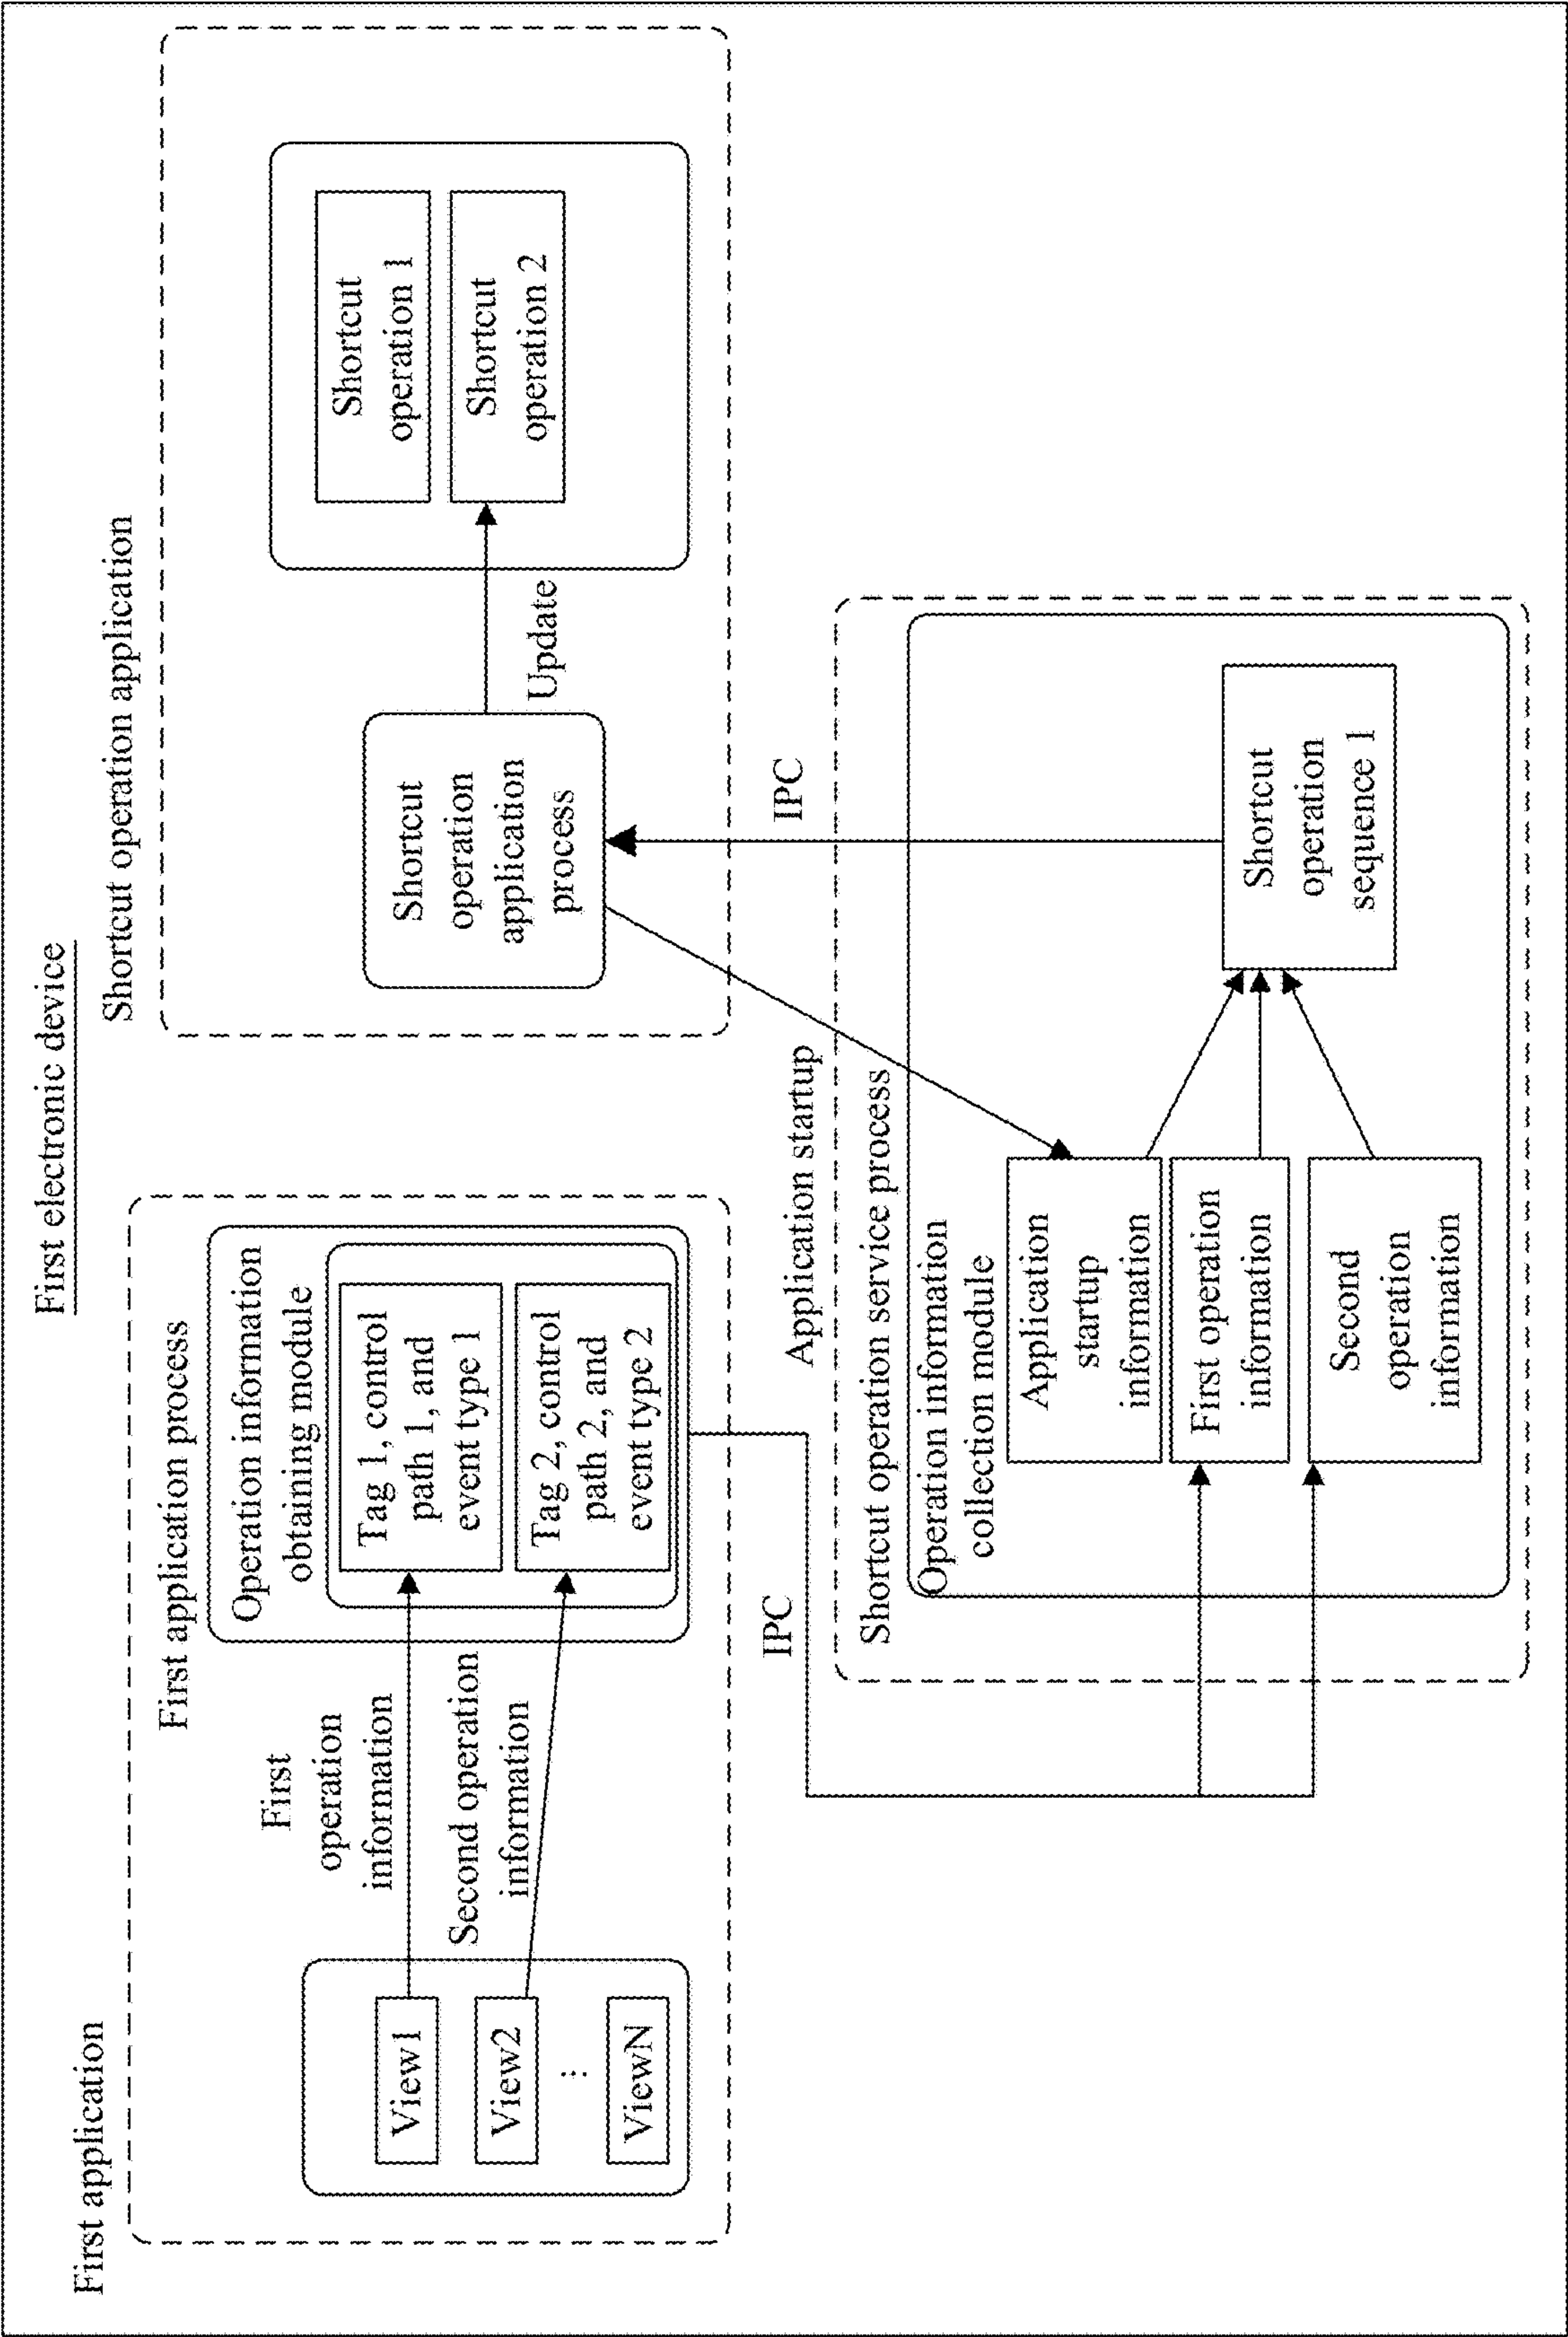 First electronic device
First application
First application process
View1
View2
⋮
ViewN
First
operation
information
Second operation
information
Operation information
obtaining module
Tag 1, control
path 1, and
event type 1
Tag 2, control
path 2, and
event type 2
Shortcut operation application
Shortcut
operation
application
process
Update
Shortcut
operation 1
Shortcut
operation 2
IPC
Application startup
IPC
Shortcut operation service process
Operation information
collection module
Application
startup
information
First operation
information
Second
operation
information
Shortcut
operation
sequence 1